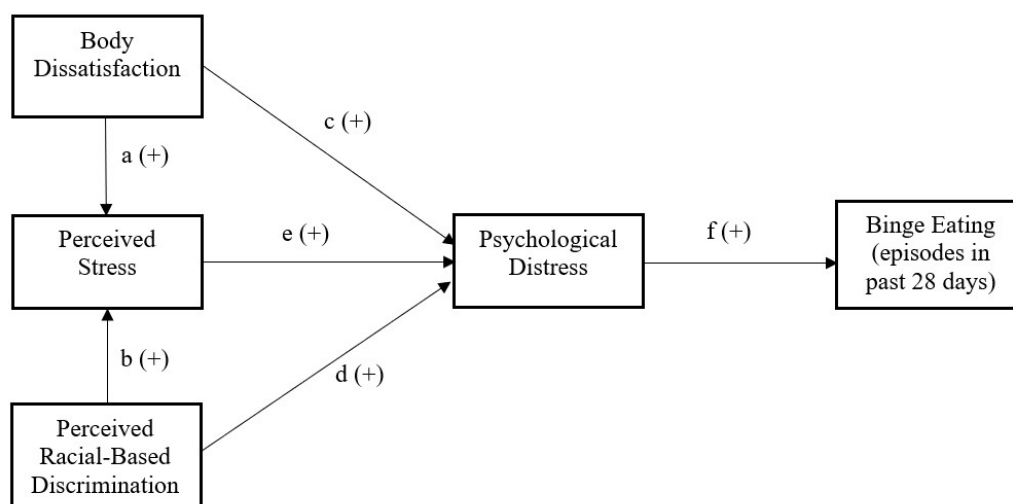 Body
Dissatisfaction
c (+)
a (+)
Perceived
Stress
e (+)
Psychological
Distress
f (+)
Binge Eating
(episodes in
past 28 days)
b (+)
d (+)
Perceived
Racial-Based
Discrimination